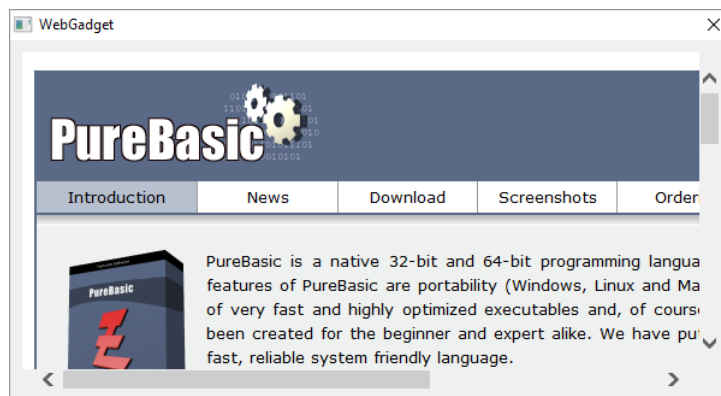 WebGadget
PureBasic
Introduction News Download Screenshots Order
PureBasic is a native 32-bit and 64-bit programming langua
features of PureBasic are portability (Windows, Linux and Ma
of very fast and highly optimized executables and, of cours
been created for the beginner and expert alike. We have pu
fast, reliable system friendly language.
PureBasic